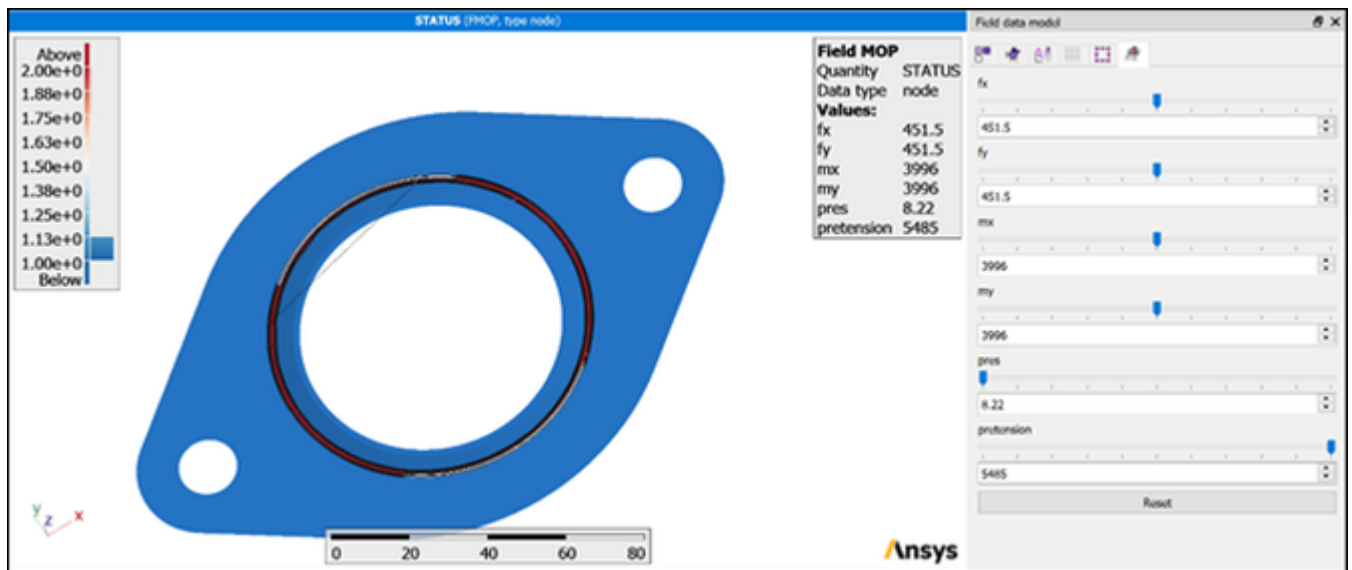 STATUS (FMOP, type node)
Above
2.00e+0
1.88e+0
1.75e+0
1.63e+0
1.50e+0
1.38e+0
1.25e+0
1.13e+0
1.00e+0
Below
Field MOP
Quantity STATUS
Data type node
Values:
fx 451.5
fy 451.5
mx 3996
my 3996
pres 8.22
pretension 5485
y
z
x
0 20 40 60 80
Ansys
Field data model
fx
451.5
fy
451.5
mx
3996
my
3996
pres
8.22
pretension
5485
Reset